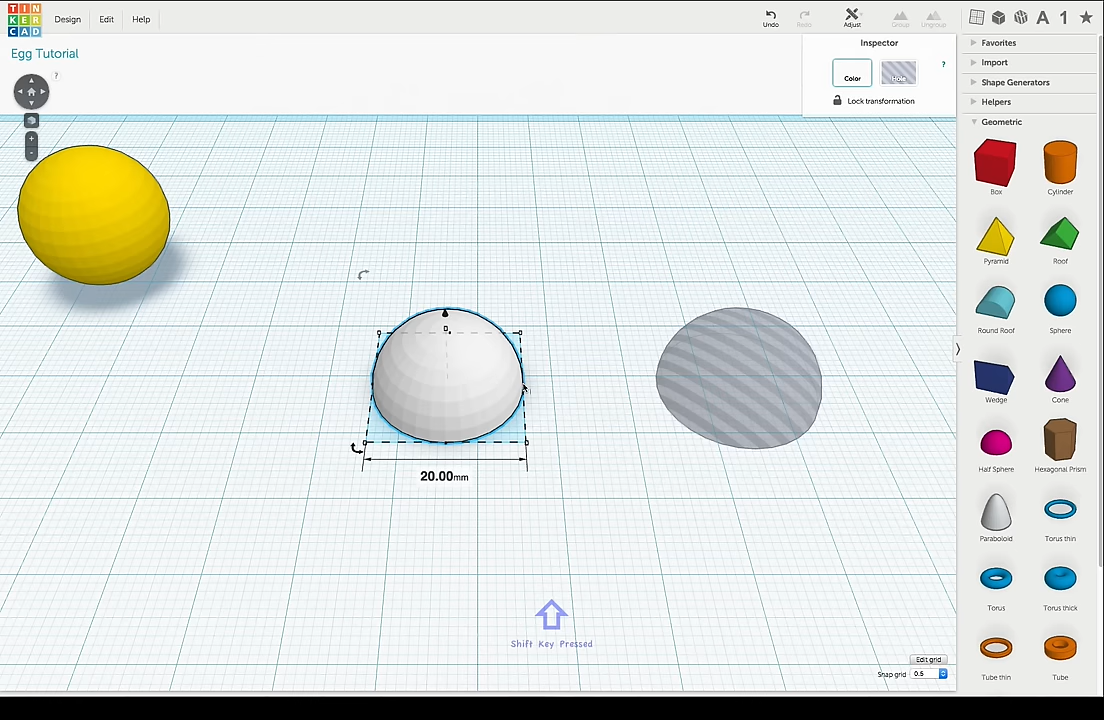 TIN
KER
CAD
Design
Edit
Help
Undo
Redo
Adjust
Group
Ungroup
A
1
Egg Tutorial
?
+
-
Inspector
Color
Hole
?
Lock transformation
Favorites
Import
Shape Generators
Helpers
Geometric
Box
Cylinder
Pyramid
Roof
Round Roof
Sphere
Wedge
Cone
Half Sphere
Hexagonal Prism
Paraboloid
Torus thin
Torus
Torus thick
Tube thin
Tube
20.00mm
Shift Key Pressed
Edit grid
Snap grid 0.5